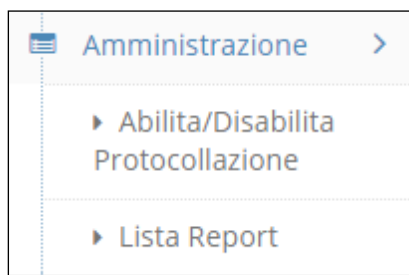 Amministrazione
Abilita/Disabilita
Protocollazione
Lista Report